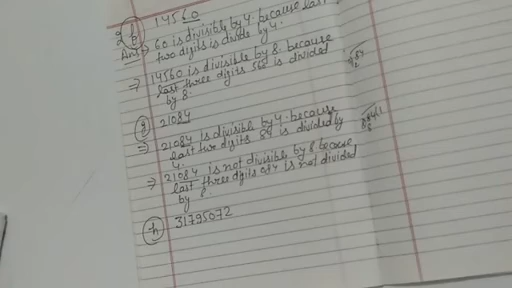 2 e) 14560
Ans → 60 is divisible by 4. because last
two digits is divide by 4.
⇒ 14560 is divisible by 8. because
last three digits 560 is divided
by 8.
(g) 21084
⇒ 21084 is divisible by 4. because
last two digits 84 is divided by
4.
⇒ 21084 is not divisible by 8 because
last three digits 084 is not divided
by 8.
(h) 31795072